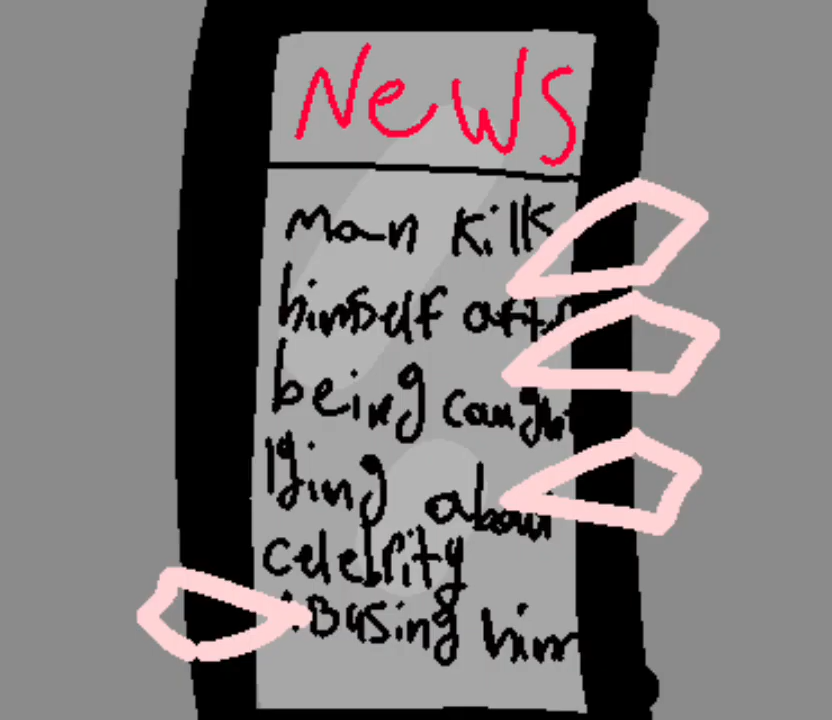 NEWS
man kills
himself after
being caught
lying about
celebrity
ABusing him